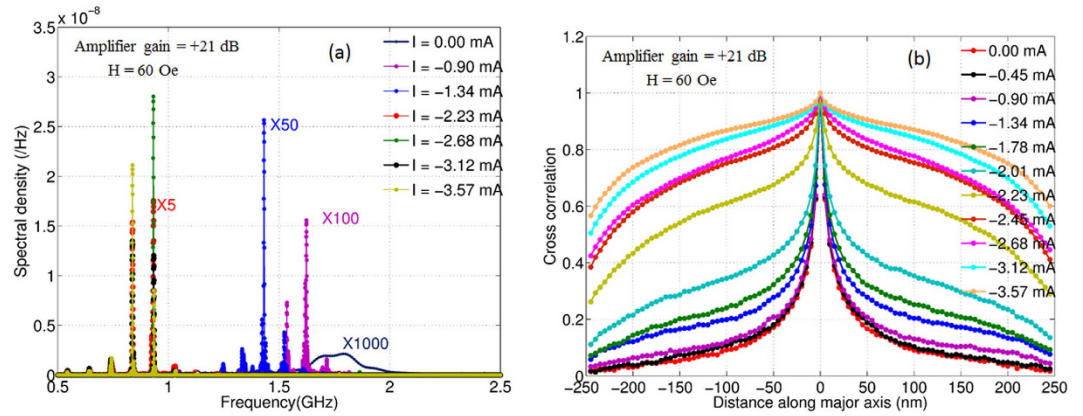 x 10⁻⁸
3.5
3
2.5
2
1.5
1
0.5
0
Spectral density (/Hz)
Amplifier gain = +21 dB
H = 60 Oe
(a)
I = 0.00 mA
I = −0.90 mA
I = −1.34 mA
I = −2.23 mA
I = −2.68 mA
I = −3.12 mA
I = −3.57 mA
X5
X50
X100
X1000
0.5 1 1.5 2 2.5
Frequency(GHz)
1.2
1
0.8
0.6
0.4
0.2
0
Cross correlation
Amplifier gain = +21 dB
H = 60 Oe
(b)
0.00 mA
−0.45 mA
−0.90 mA
−1.34 mA
−1.78 mA
−2.01 mA
−2.23 mA
−2.45 mA
−2.68 mA
−3.12 mA
−3.57 mA
−250 −200 −150 −100 −50 0 50 100 150 200 250
Distance along major axis (nm)